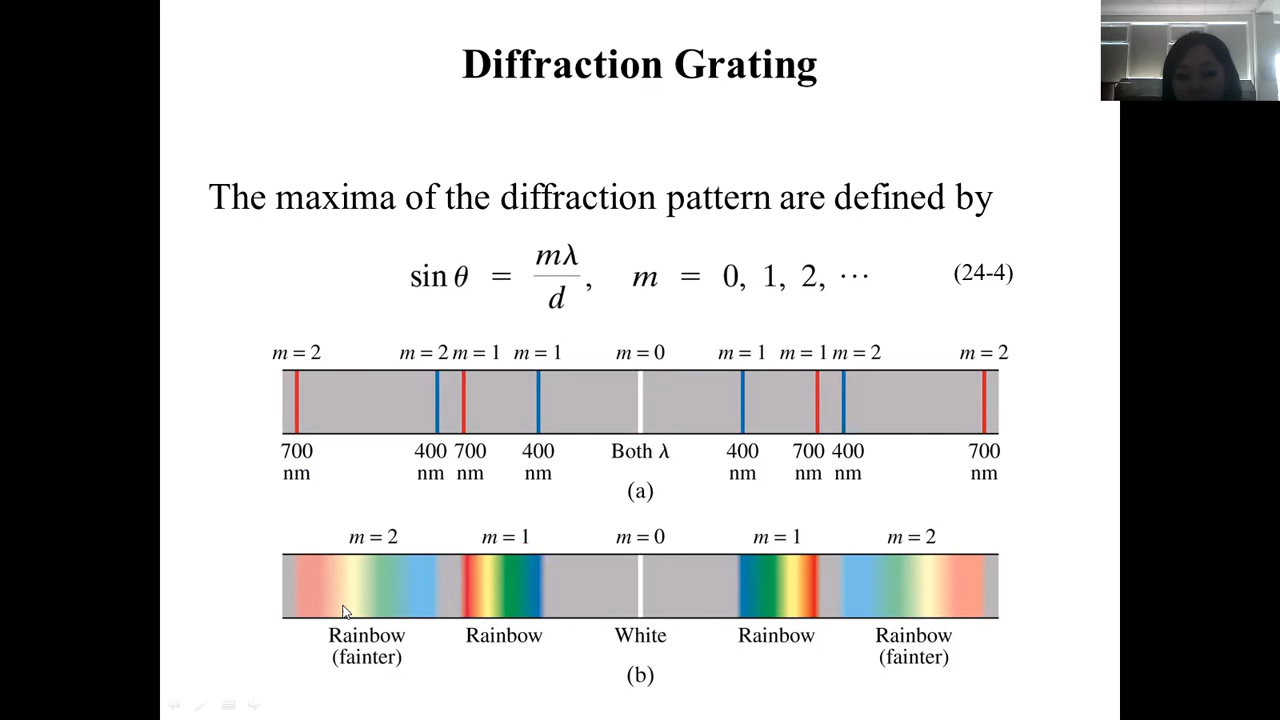 Diffraction Grating
The maxima of the diffraction pattern are defined by
sin θ = mλ/d, m = 0, 1, 2, ⋯ (24-4)
m = 2 m = 2 m = 1 m = 1 m = 0 m = 1 m = 1 m = 2 m = 2
700 400 700 400 Both λ 400 700 400 700
nm nm nm nm nm nm nm nm
(a)
m = 2 m = 1 m = 0 m = 1 m = 2
Rainbow Rainbow White Rainbow Rainbow
(fainter) (fainter)
(b)